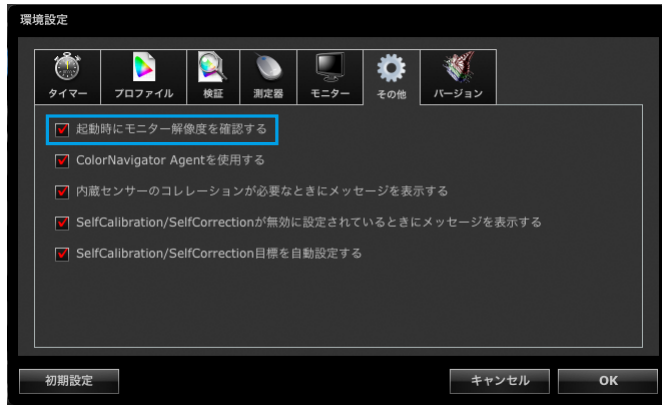 環境設定
タイマー
プロファイル
検証
測定器
モニター
その他
バージョン
起動時にモニター解像度を確認する
ColorNavigator Agentを使用する
内蔵センサーのコレレーションが必要なときにメッセージを表示する
SelfCalibration/SelfCorrectionが無効に設定されているときにメッセージを表示する
SelfCalibration/SelfCorrection目標を自動設定する
初期設定
キャンセル
OK